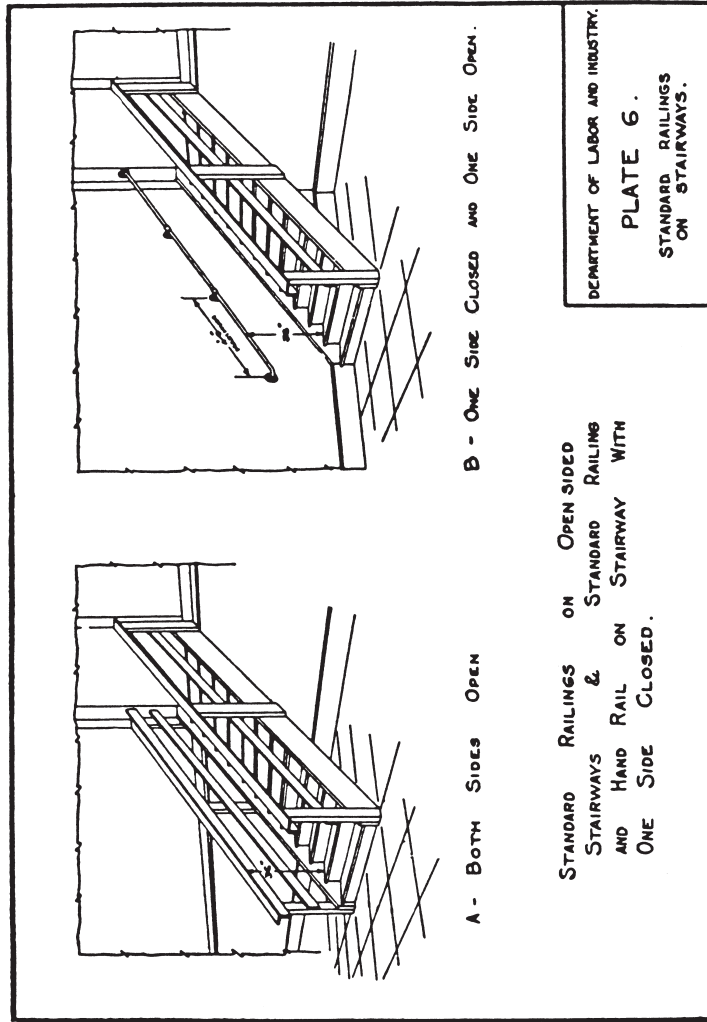 A - BOTH SIDES OPEN
B - ONE SIDE CLOSED AND ONE SIDE OPEN.
STANDARD RAILINGS ON OPEN SIDED
STAIRWAYS & STANDARD RAILING
AND HAND RAIL ON STAIRWAY WITH
ONE SIDE CLOSED.
DEPARTMENT OF LABOR AND INDUSTRY.
PLATE 6.
STANDARD RAILINGS
ON STAIRWAYS.